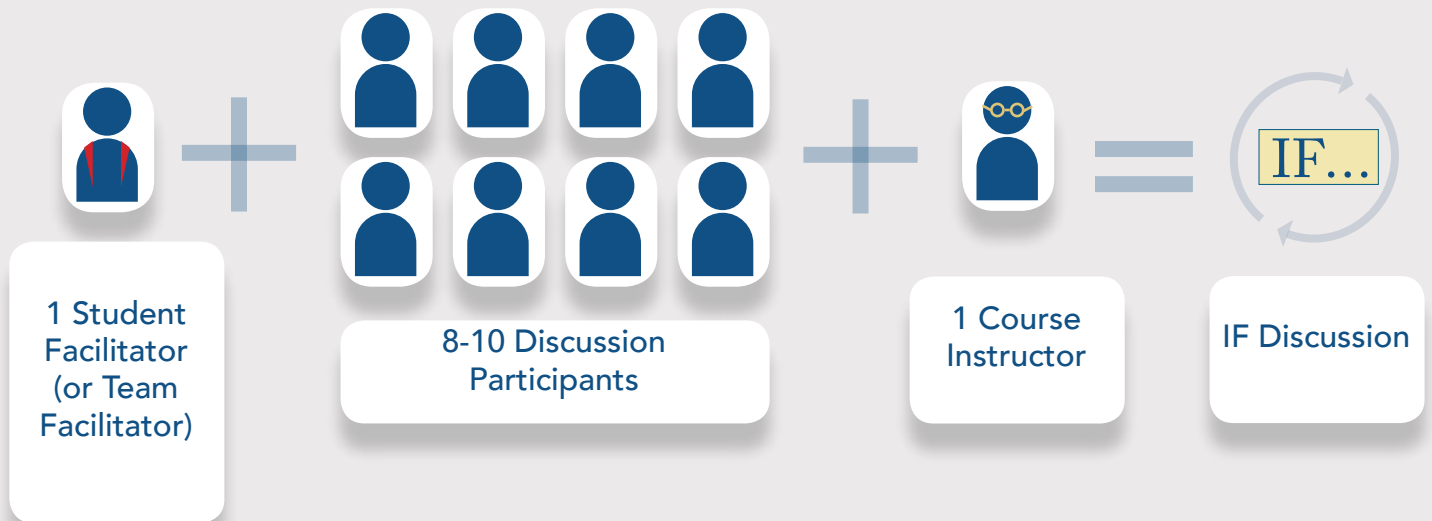 IF...
1 Student
Facilitator
(or Team
Facilitator)
8-10 Discussion
Participants
1 Course
Instructor
IF Discussion